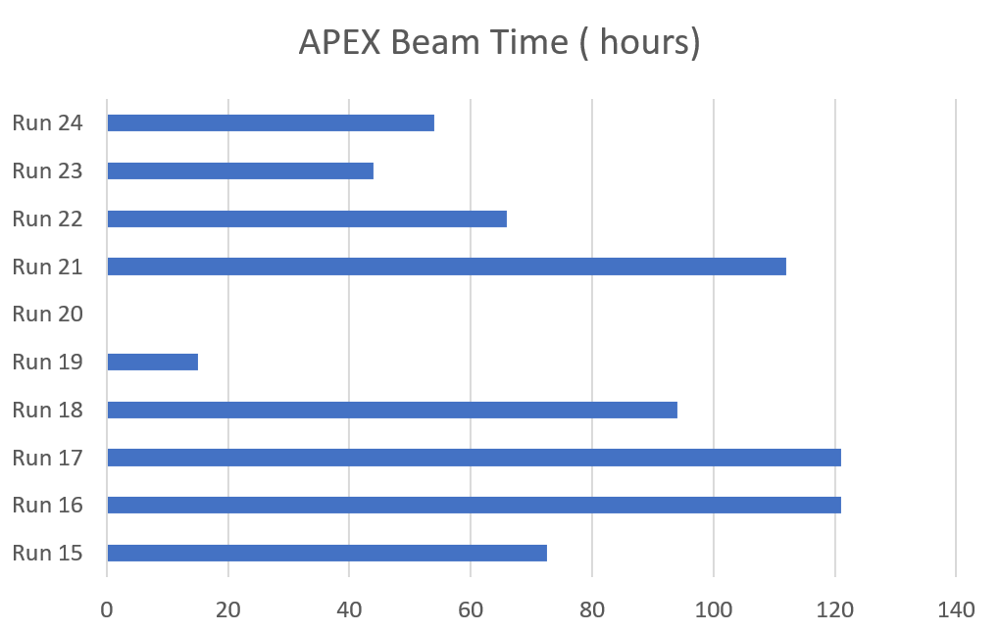 APEX Beam Time ( hours)
Run 24
Run 23
Run 22
Run 21
Run 20
Run 19
Run 18
Run 17
Run 16
Run 15
0 20 40 60 80 100 120 140